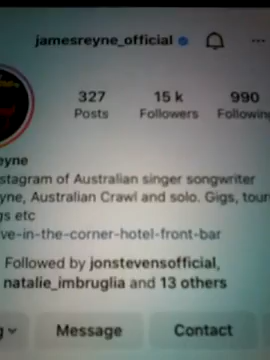 jamesreyne_official
327 15 k 990
Posts Followers Following
eyne
stagram of Australian singer songwriter
yne, Australian Crawl and solo. Gigs, tour
gs etc
ve-in-the-corner-hotel-front-bar
Followed by jonstevensofficial,
natalie_imbruglia and 13 others
g Message Contact